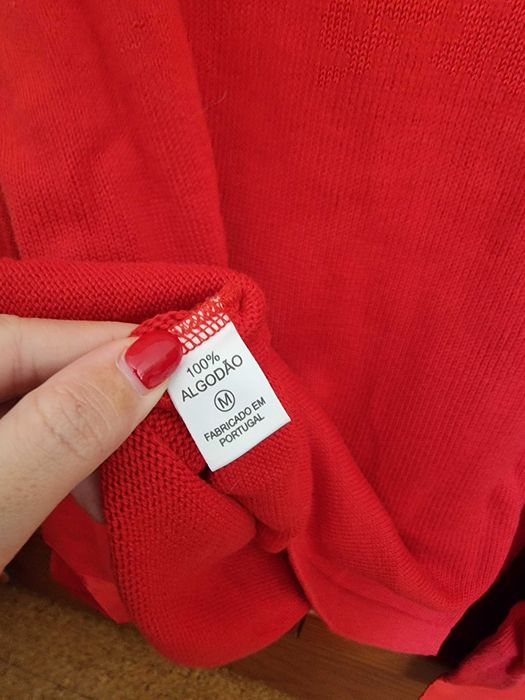 100%
ALGODÃO
M
FABRICADO EM
PORTUGAL